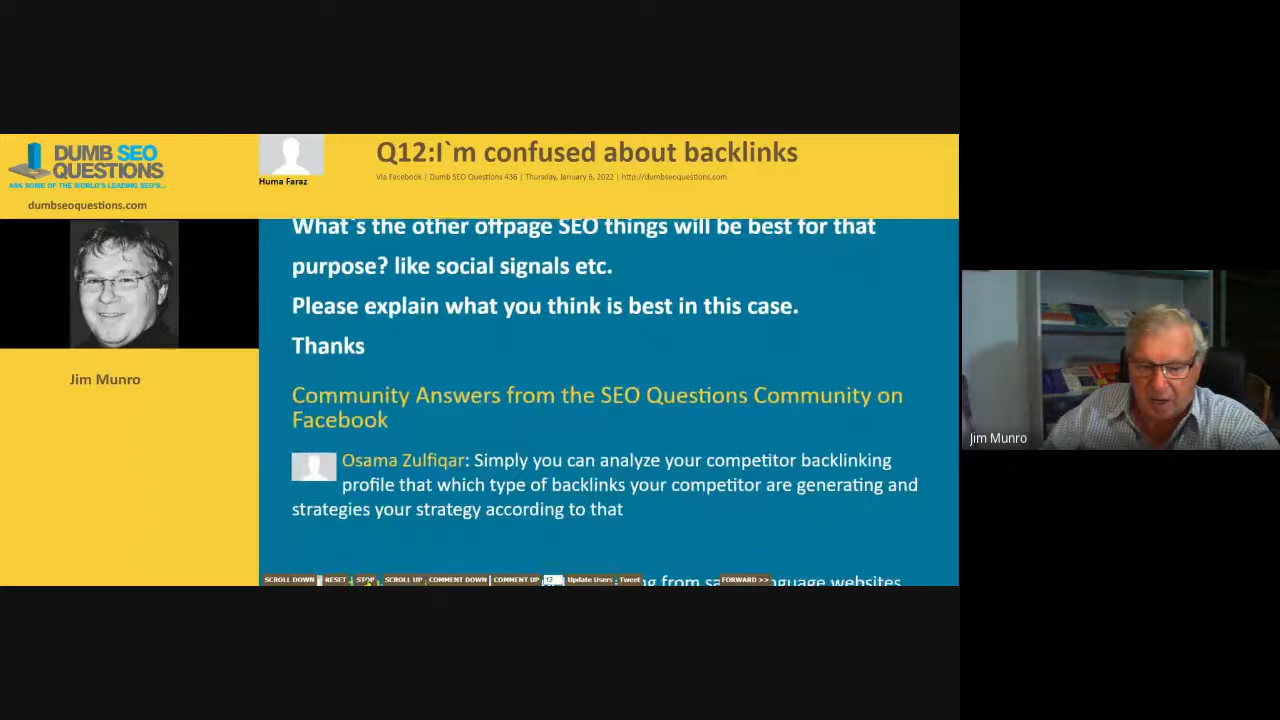 DUMB SEO
QUESTIONS
ASK SOME OF THE WORLD'S LEADING SEO'S...
dumbseoquestions.com
Huma Faraz
Q12:I`m confused about backlinks
Via Facebook | Dumb SEO Questions 436 | Thursday, January 6, 2022 | http://dumbseoquestions.com
Jim Munro
What`s the other offpage SEO things will be best for that
purpose? like social signals etc.
Please explain what you think is best in this case.
Thanks
Community Answers from the SEO Questions Community on
Facebook
Osama Zulfiqar: Simply you can analyze your competitor backlinking
profile that which type of backlinks your competitor are generating and
strategies your strategy according to that
SCROLL DOWN RESET STOP SCROLL UP COMMENT DOWN COMMENT UP 12 Update Users Tweet FORWARD >>
from language websites
Jim Munro